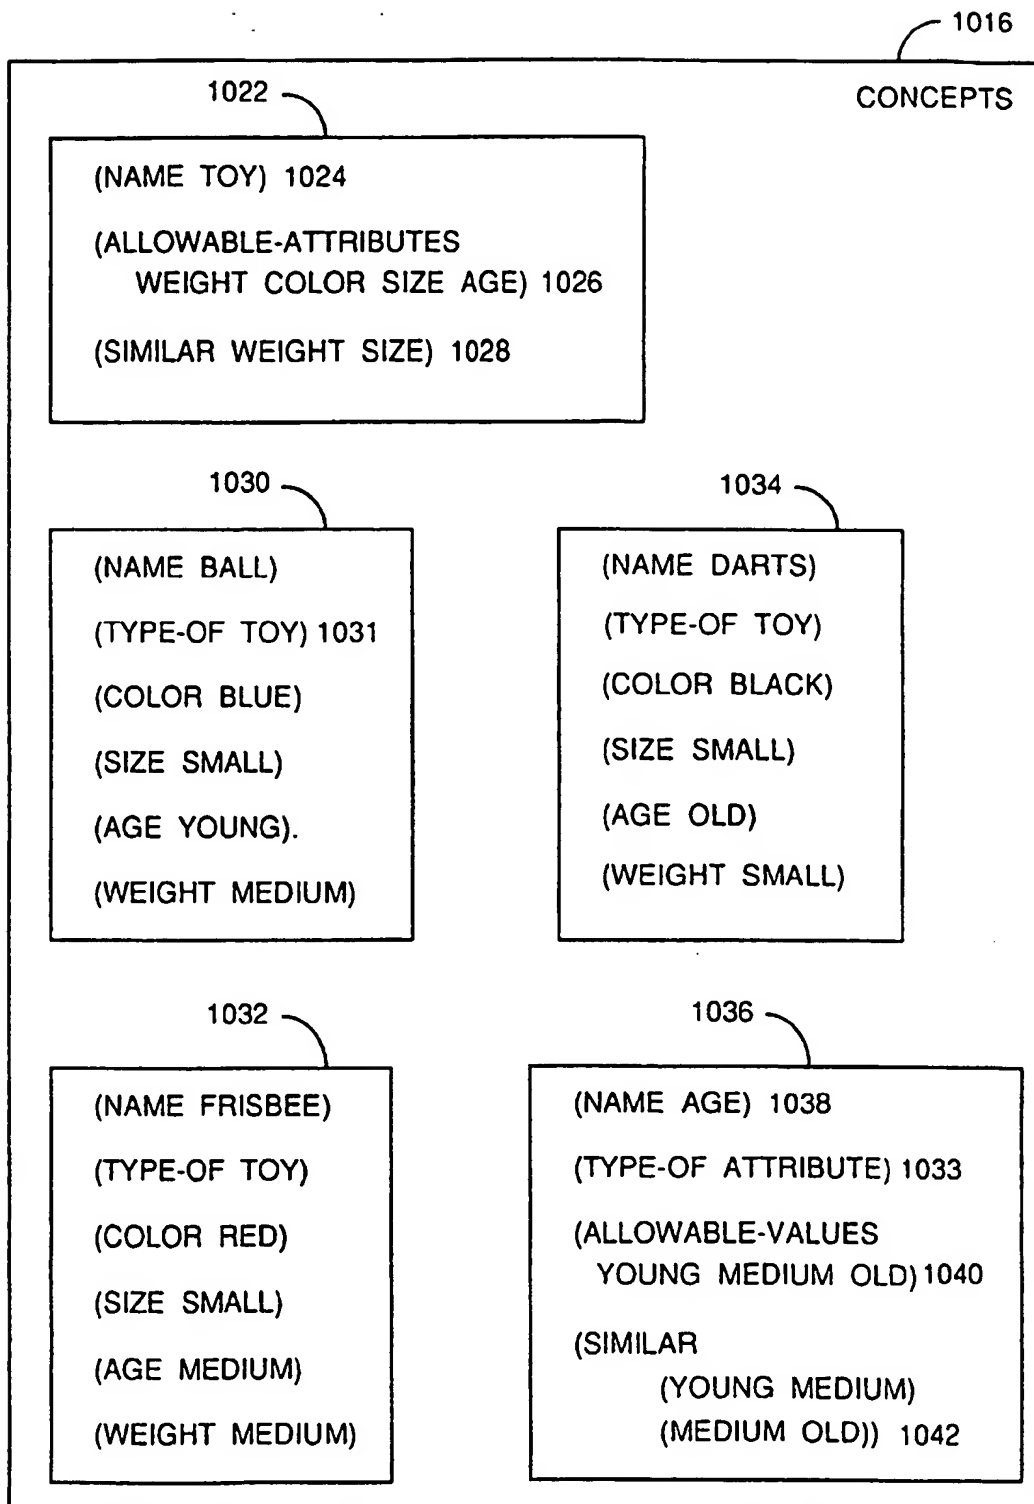 1016
CONCEPTS
1022
(NAME TOY) 1024
(ALLOWABLE-ATTRIBUTES
WEIGHT COLOR SIZE AGE) 1026
(SIMILAR WEIGHT SIZE) 1028
1030
(NAME BALL)
(TYPE-OF TOY) 1031
(COLOR BLUE)
(SIZE SMALL)
(AGE YOUNG).
(WEIGHT MEDIUM)
1034
(NAME DARTS)
(TYPE-OF TOY)
(COLOR BLACK)
(SIZE SMALL)
(AGE OLD)
(WEIGHT SMALL)
1032
(NAME FRISBEE)
(TYPE-OF TOY)
(COLOR RED)
(SIZE SMALL)
(AGE MEDIUM)
(WEIGHT MEDIUM)
1036
(NAME AGE) 1038
(TYPE-OF ATTRIBUTE) 1033
(ALLOWABLE-VALUES
YOUNG MEDIUM OLD) 1040
(SIMILAR
(YOUNG MEDIUM)
(MEDIUM OLD)) 1042